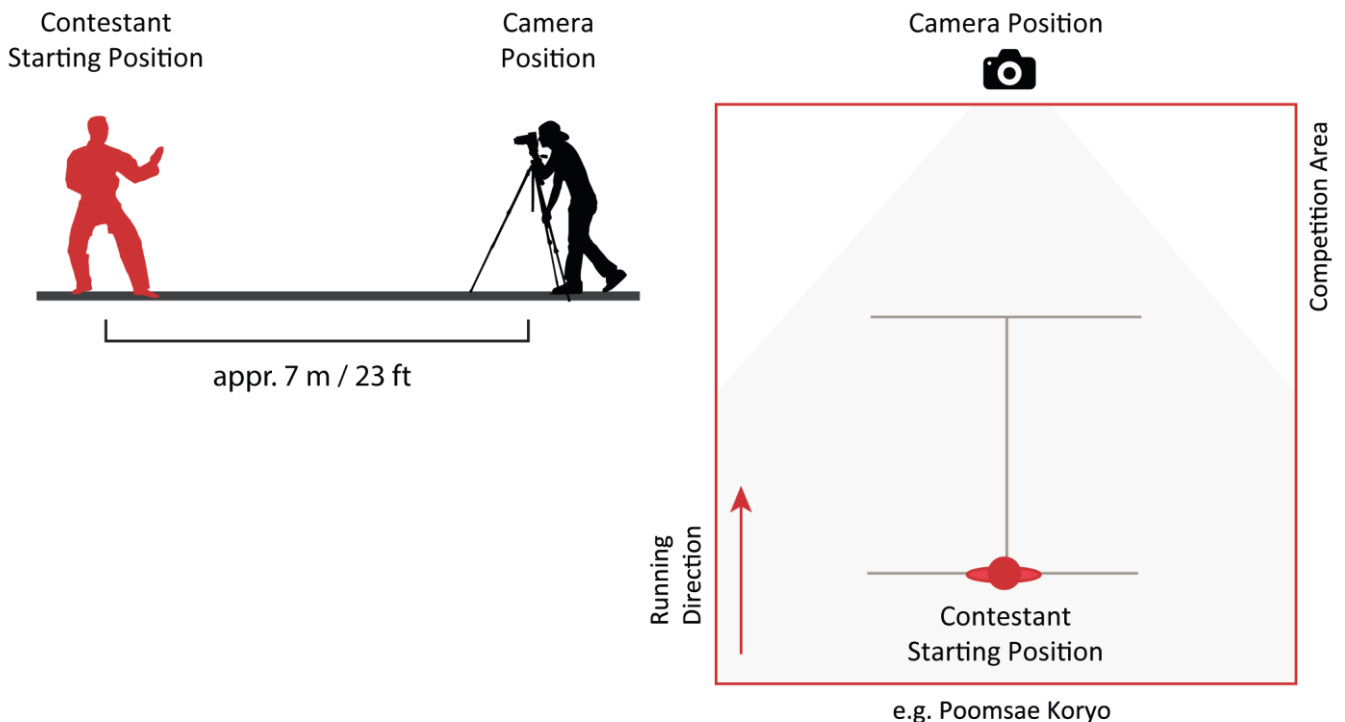 Contestant
Starting Position
Camera
Position
appr. 7 m / 23 ft
Camera Position
Competition Area
Running
Direction
Contestant
Starting Position
e.g. Poomsae Koryo